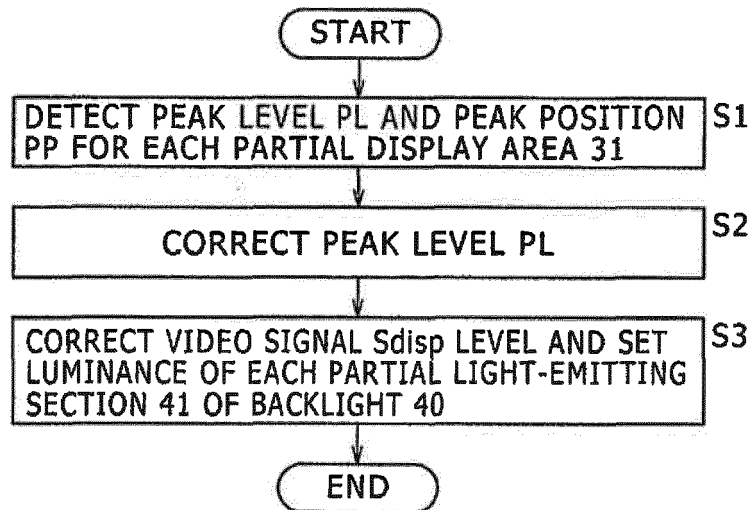 START
DETECT PEAK LEVEL PL AND PEAK POSITION
PP FOR EACH PARTIAL DISPLAY AREA 31
S1
CORRECT PEAK LEVEL PL
S2
CORRECT VIDEO SIGNAL Sdisp LEVEL AND SET
LUMINANCE OF EACH PARTIAL LIGHT-EMITTING
SECTION 41 OF BACKLIGHT 40
S3
END